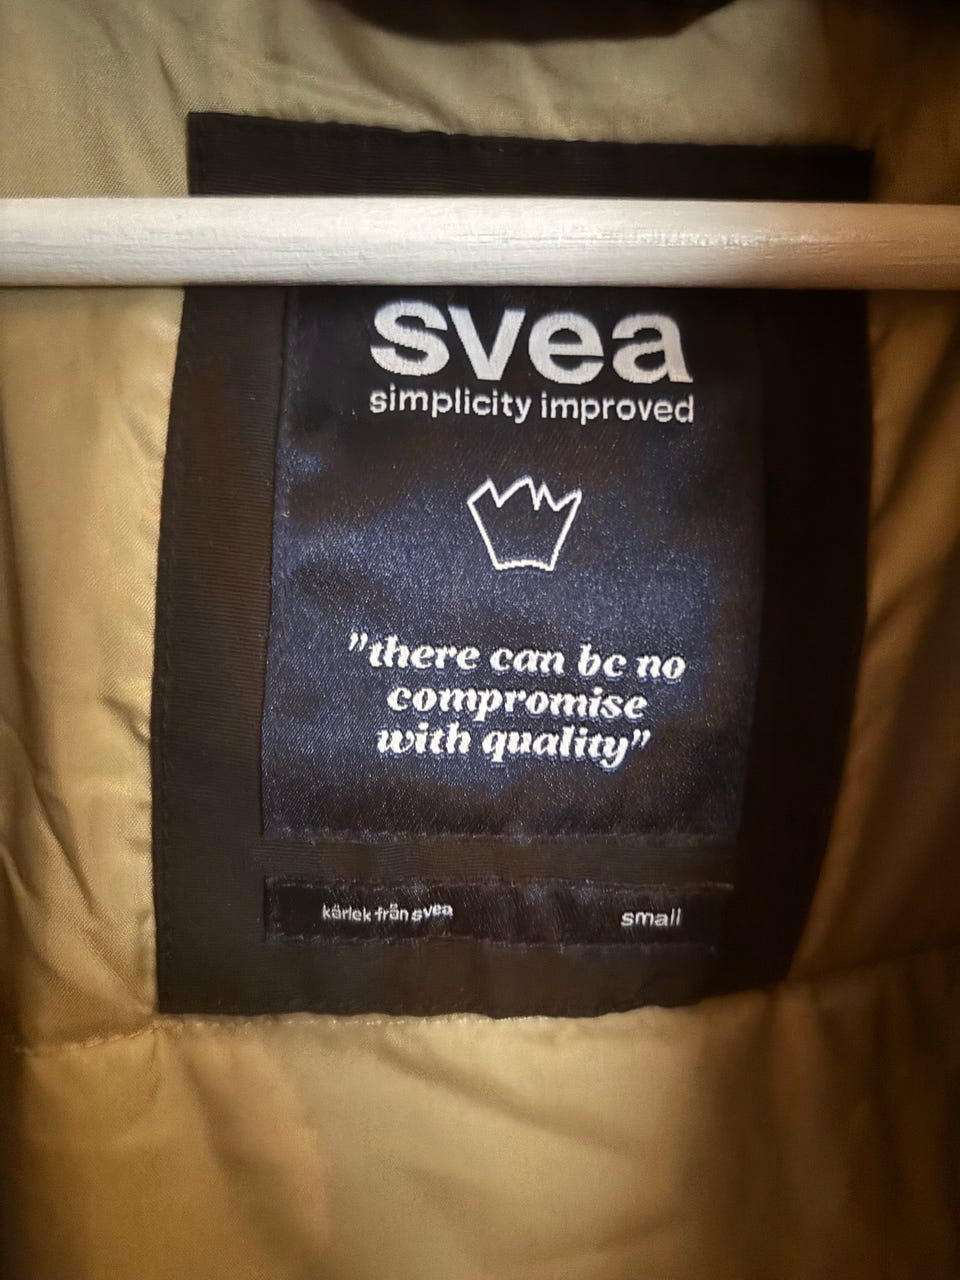 svea
simplicity improved
”there can be no
compromise
with quality”
kärlek från svea
small